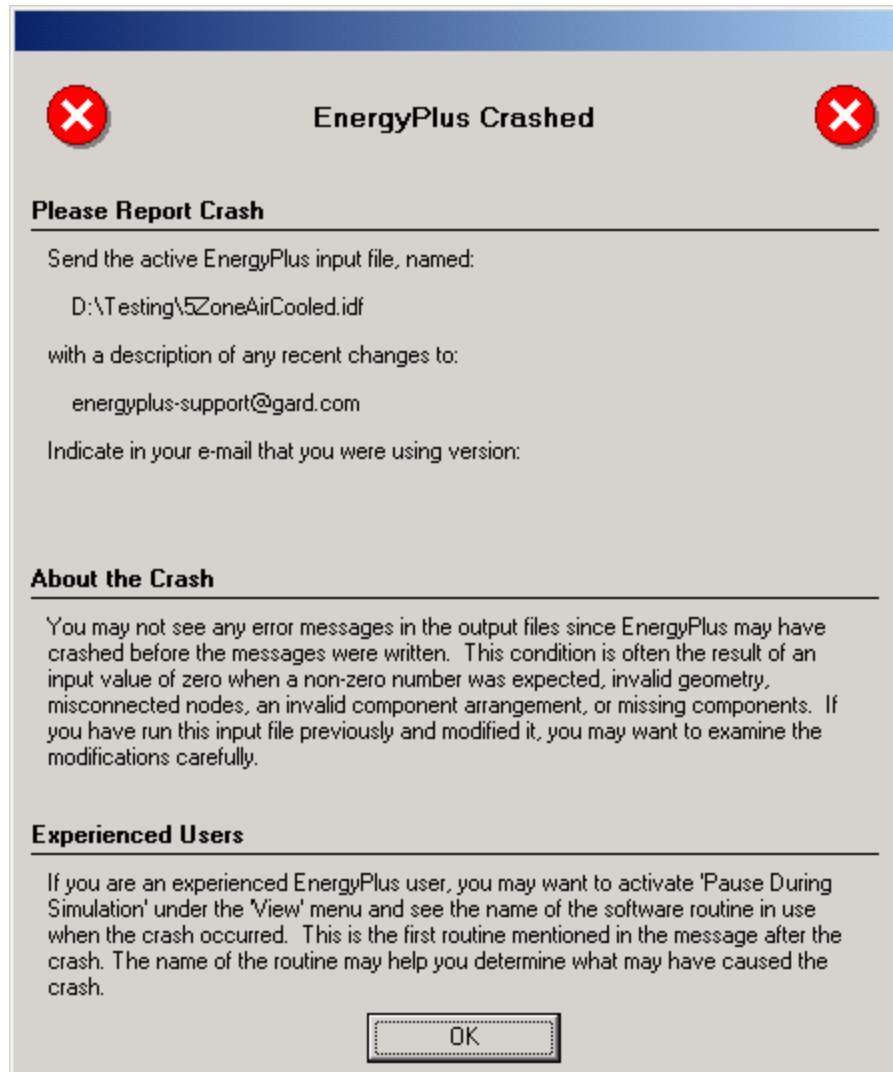 EnergyPlus Crashed
Please Report Crash
Send the active EnergyPlus input file, named:
D:\Testing\5ZoneAirCooled.idf
with a description of any recent changes to:
energyplus-support@gard.com
Indicate in your e-mail that you were using version:
About the Crash
You may not see any error messages in the output files since EnergyPlus may have
crashed before the messages were written.  This condition is often the result of an
input value of zero when a non-zero number was expected, invalid geometry,
misconnected nodes, an invalid component arrangement, or missing components.  If
you have run this input file previously and modified it, you may want to examine the
modifications carefully.
Experienced Users
If you are an experienced EnergyPlus user, you may want to activate 'Pause During
Simulation' under the 'View' menu and see the name of the software routine in use
when the crash occurred.  This is the first routine mentioned in the message after the
crash. The name of the routine may help you determine what may have caused the
crash.
OK